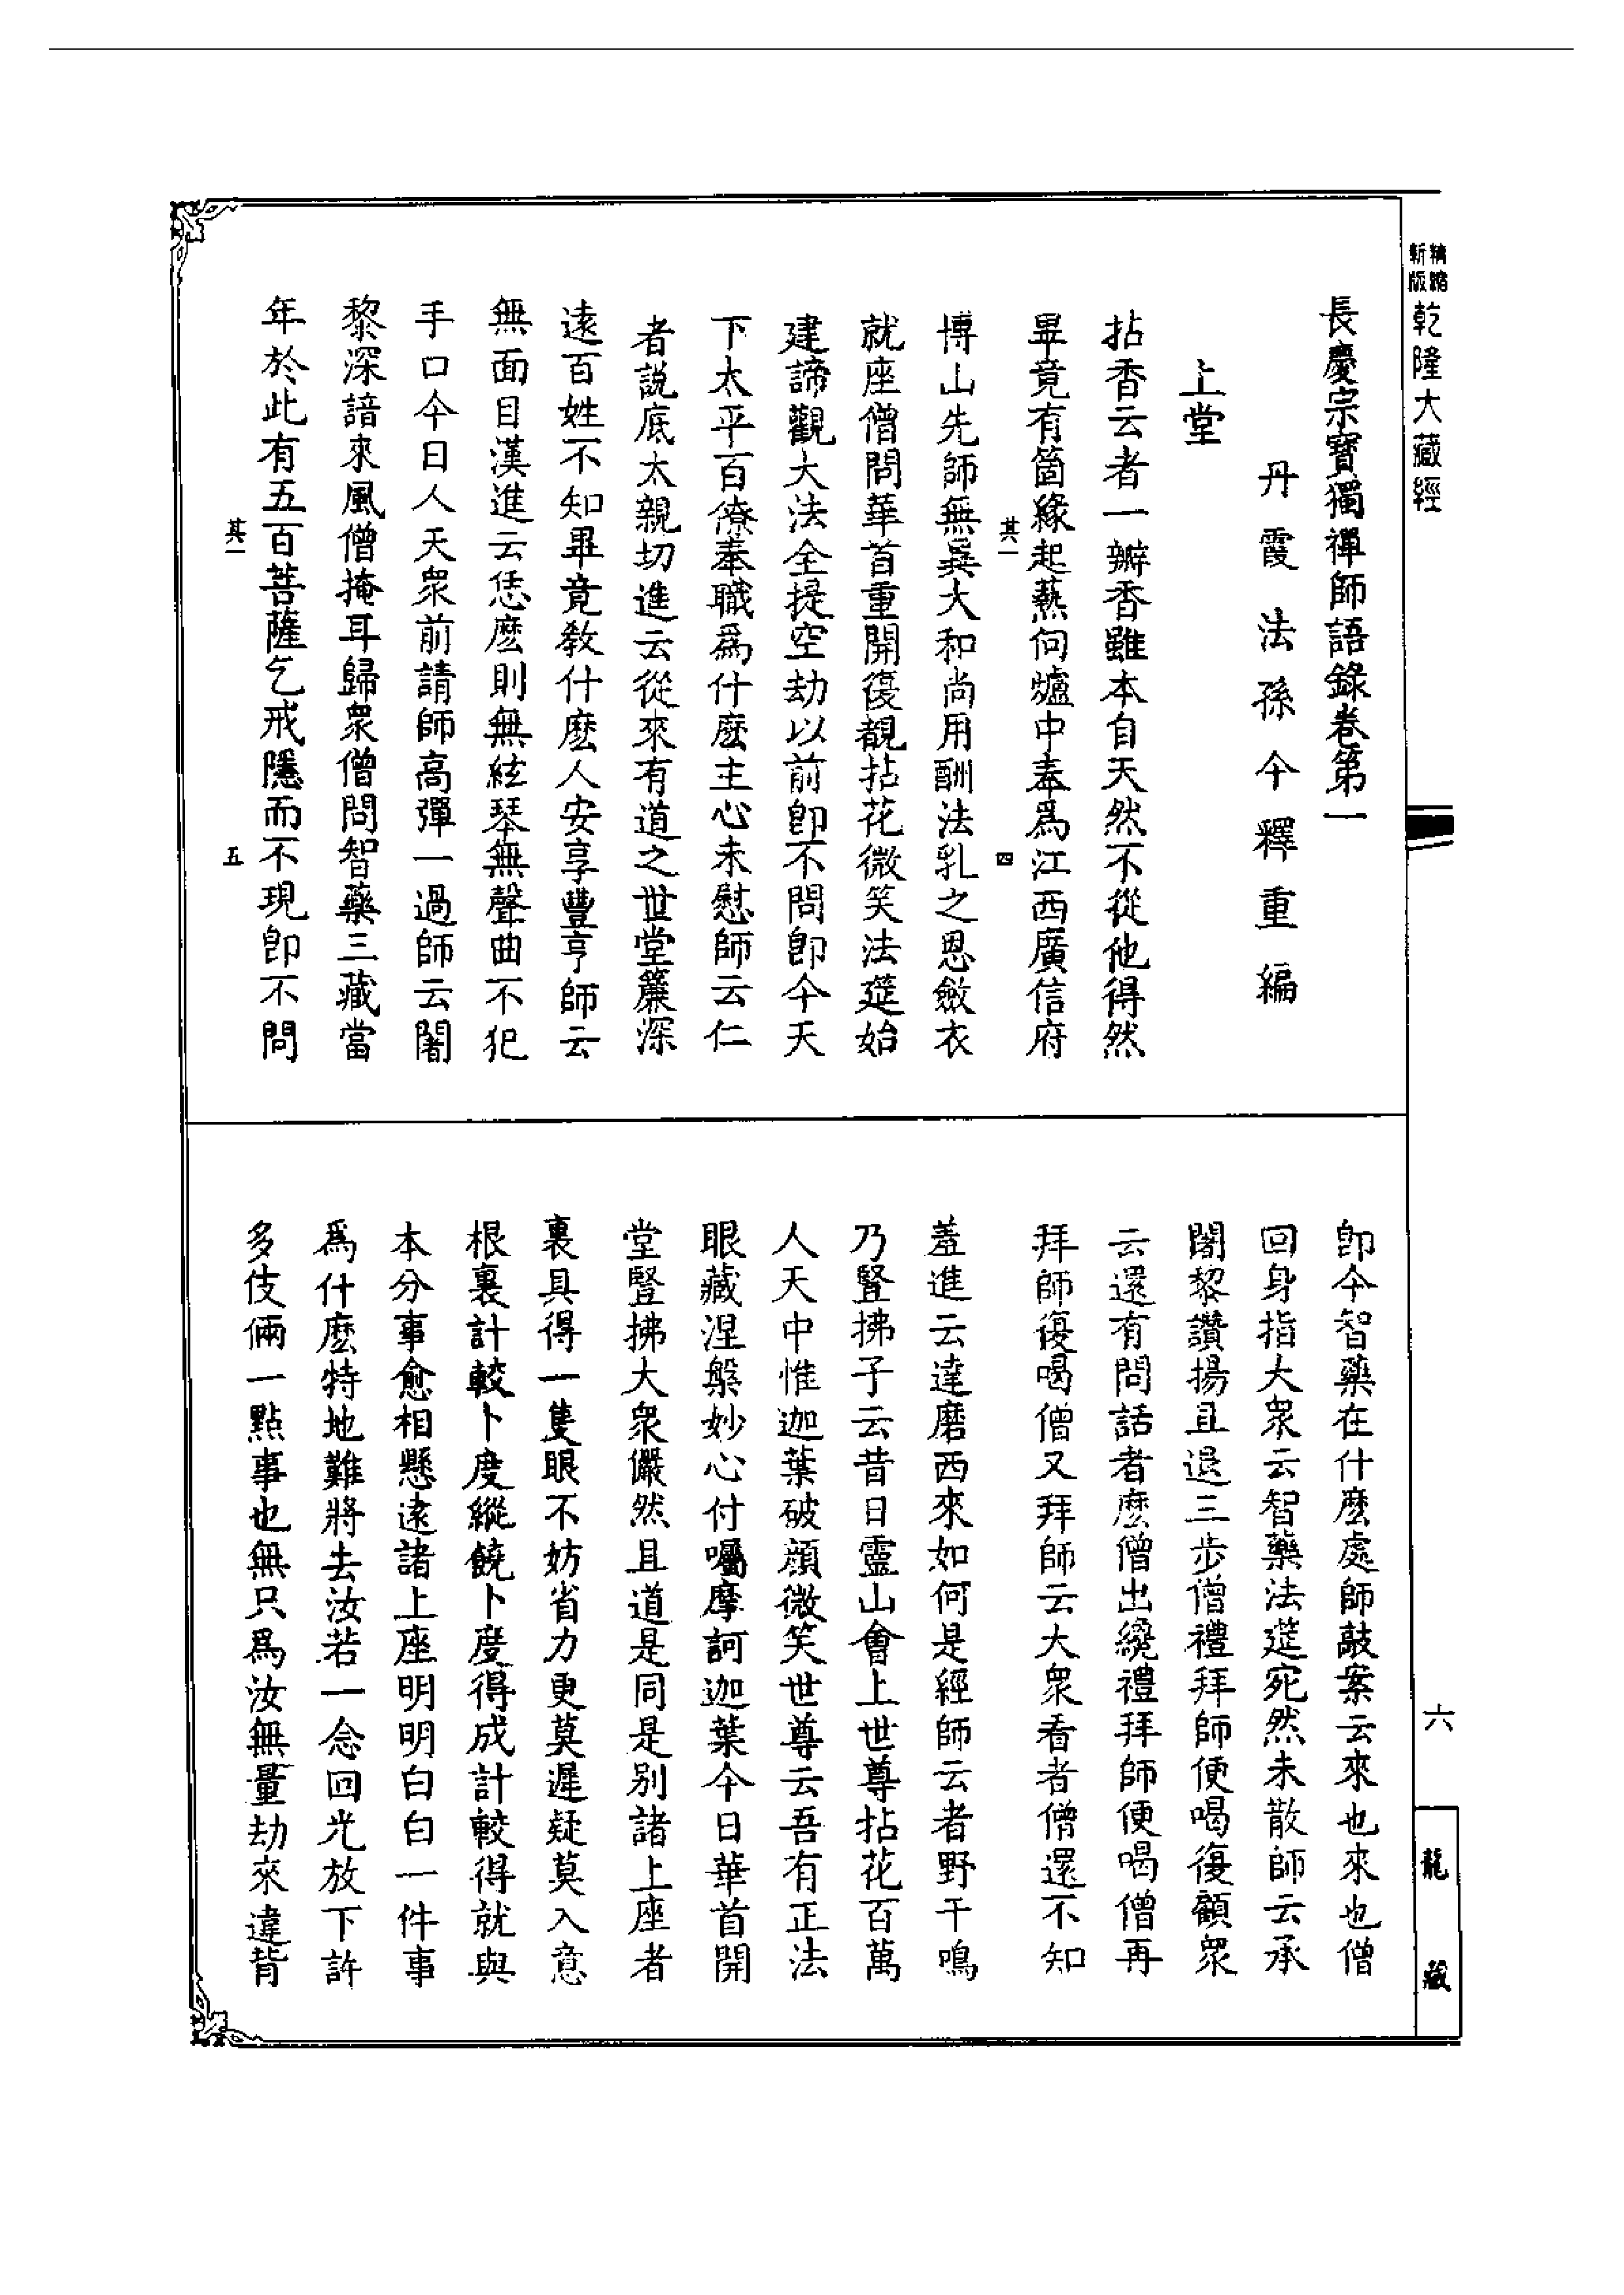 精縮
新版
乾隆大藏經
長慶宗寶獨禪師語錄卷第一
丹霞法孫今釋重編
上堂
拈香云者一瓣香雖本自天然不從他得然
畢竟有箇緣起爇向爐中奉爲江西廣信府
其一
四
博山先師無異大和尚用酬法乳之恩斂衣
就座僧問華首重開復覩拈花微笑法筵始
建諦觀大法全提空劫以前卽不問卽今天
下太平百僚奉職爲什麽主心未慰師云仁
者說底太親切進云從來有道之世堂簾深
遠百姓不知畢竟教什麽人安享豐亨師云
無面目漢進云恁麽則無絃琴無聲曲不犯
手口今日人天衆前請師高彈一過師云闍
黎深諳來風僧掩耳歸衆僧問智藥三藏當
年於此有五百菩薩乞戒隱而不現卽不問
其一
五
卽今智藥在什麽處師敲案云來也來也僧
回身指大衆云智藥法筵宛然未散師云承
闍黎讚揚且退三步僧禮拜師便喝復顧衆
云還有問話者麽僧出纔禮拜師便喝僧再
拜師復喝僧又拜師云大衆看者僧還不知
羞進云達磨西來如何是經師云者野干鳴
乃豎拂子云昔日靈山會上世尊拈花百萬
人天中惟迦葉破顏微笑世尊云吾有正法
眼藏涅槃妙心付囑摩訶迦葉今日華首開
堂豎拂大衆儼然且道是同是别諸上座者
裏具得一隻眼不妨省力更莫遲疑莫入意
根裏計較卜度縱饒卜度得成計較得就與
本分事愈相懸遠諸上座明明白白一件事
爲什麽特地難將去汝若一念回光放下許
多伎倆一點事也無只爲汝無量劫來違背
六
龍藏